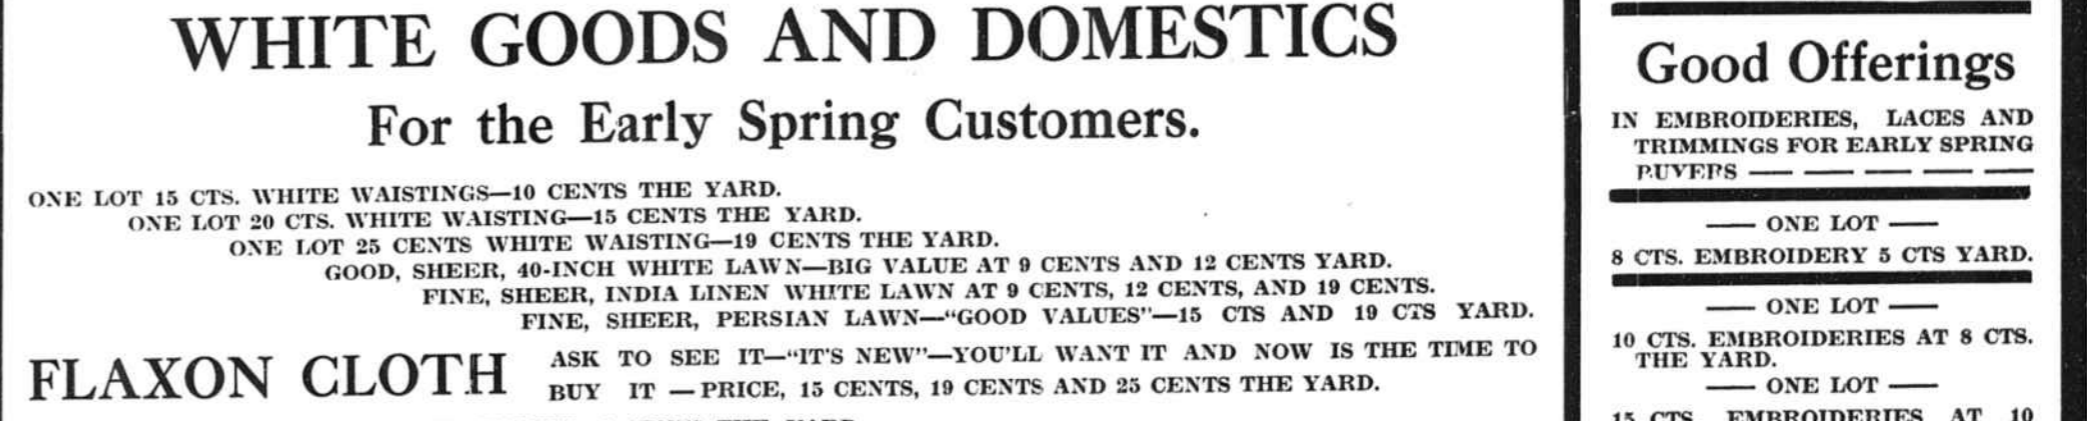 WHITE GOODS AND DOMESTICS
For the Early Spring Customers.
ONE LOT 15 CTS. WHITE WAISTINGS—10 CENTS THE YARD.
ONE LOT 20 CTS. WHITE WAISTING—15 CENTS THE YARD.
ONE LOT 25 CENTS WHITE WAISTING—19 CENTS THE YARD.
GOOD, SHEER, 40-INCH WHITE LAWN—BIG VALUE AT 9 CENTS AND 12 CENTS YARD.
FINE, SHEER, INDIA LINEN WHITE LAWN AT 9 CENTS, 12 CENTS, AND 19 CENTS.
FINE, SHEER, PERSIAN LAWN—"GOOD VALUES"—15 CTS AND 19 CTS YARD.
FLAXON CLOTH
ASK TO SEE IT—"IT'S NEW"—YOU'LL WANT IT AND NOW IS THE TIME TO
BUY IT — PRICE, 15 CENTS, 19 CENTS AND 25 CENTS THE YARD.
Good Offerings
IN EMBROIDERIES, LACES AND
TRIMMINGS FOR EARLY SPRING
BUYERS — — — — —
— ONE LOT —
8 CTS. EMBROIDERY 5 CTS YARD.
— ONE LOT —
10 CTS. EMBROIDERIES AT 8 CTS.
THE YARD.
— ONE LOT —
15 CTS. EMBROIDERIES AT 10